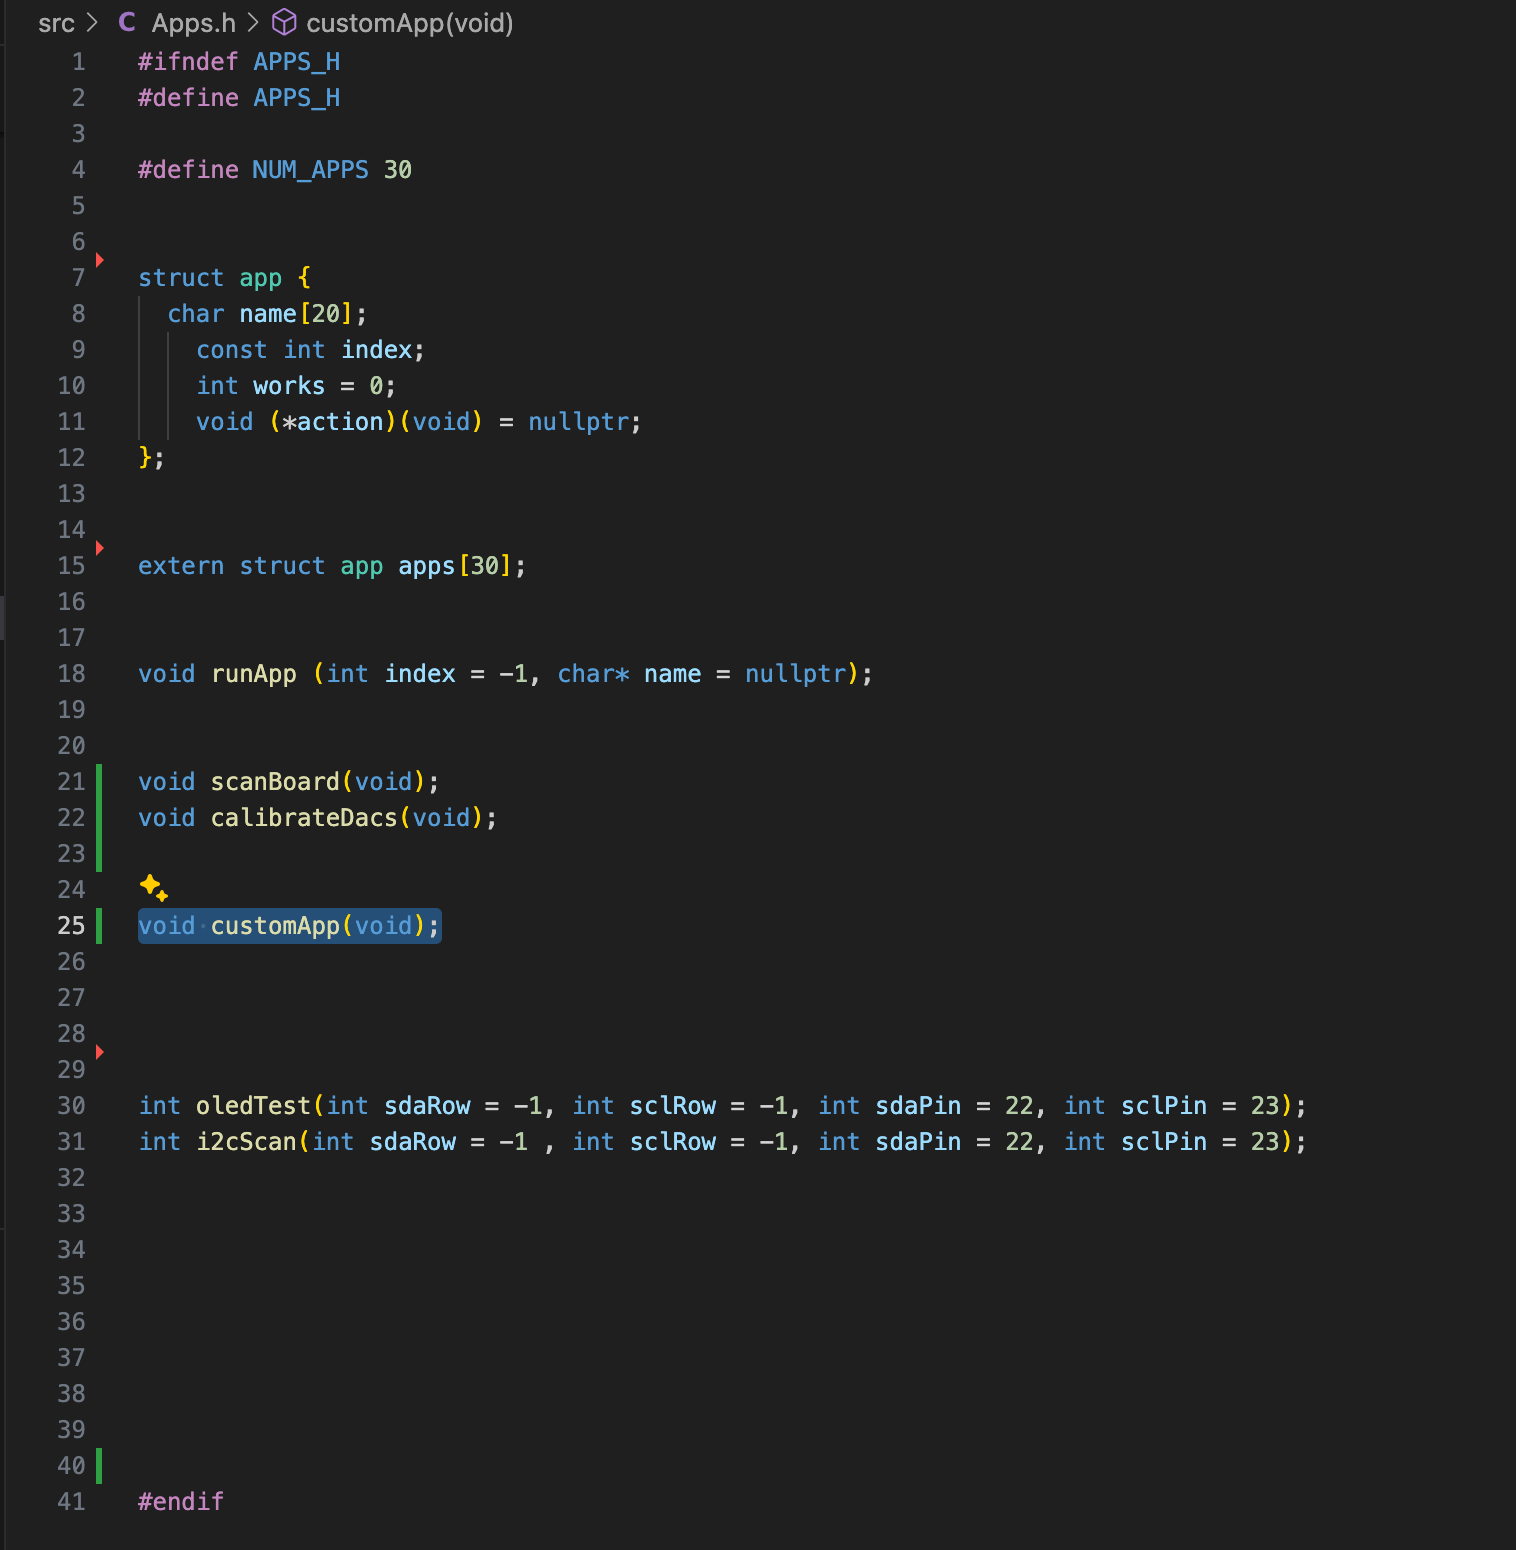 src > C Apps.h > customApp(void)
1 #ifndef APPS_H
2 #define APPS_H
3
4 #define NUM_APPS 30
5
6
7 struct app {
8   char name[20];
9     const int index;
10     int works = 0;
11     void (*action)(void) = nullptr;
12 };
13
14
15 extern struct app apps[30];
16
17
18 void runApp (int index = -1, char* name = nullptr);
19
20
21 void scanBoard(void);
22 void calibrateDacs(void);
23
24
25 void customApp(void);
26
27
28
29
30 int oledTest(int sdaRow = -1, int sclRow = -1, int sdaPin = 22, int sclPin = 23);
31 int i2cScan(int sdaRow = -1 , int sclRow = -1, int sdaPin = 22, int sclPin = 23);
32
33
34
35
36
37
38
39
40
41 #endif